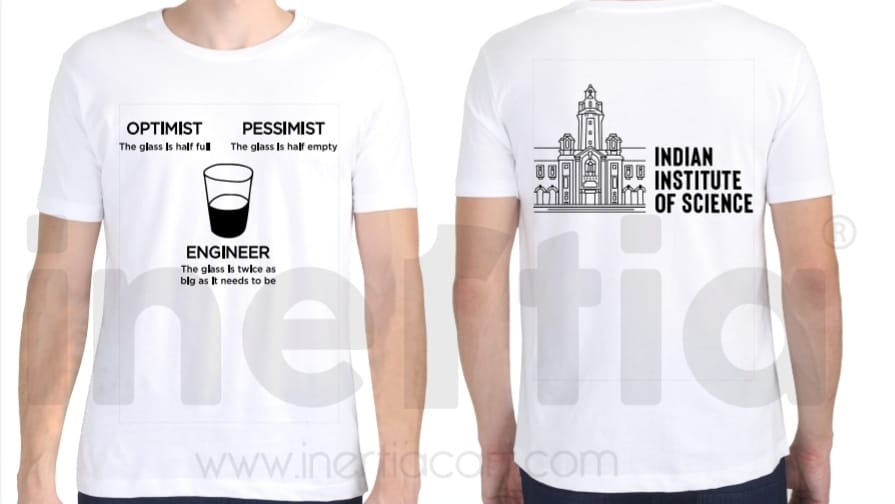 OPTIMIST
The glass is half full
PESSIMIST
The glass is half empty
ENGINEER
The glass is twice as
big as it needs to be
INDIAN
INSTITUTE
OF SCIENCE
inertia®
www.inertiacart.com